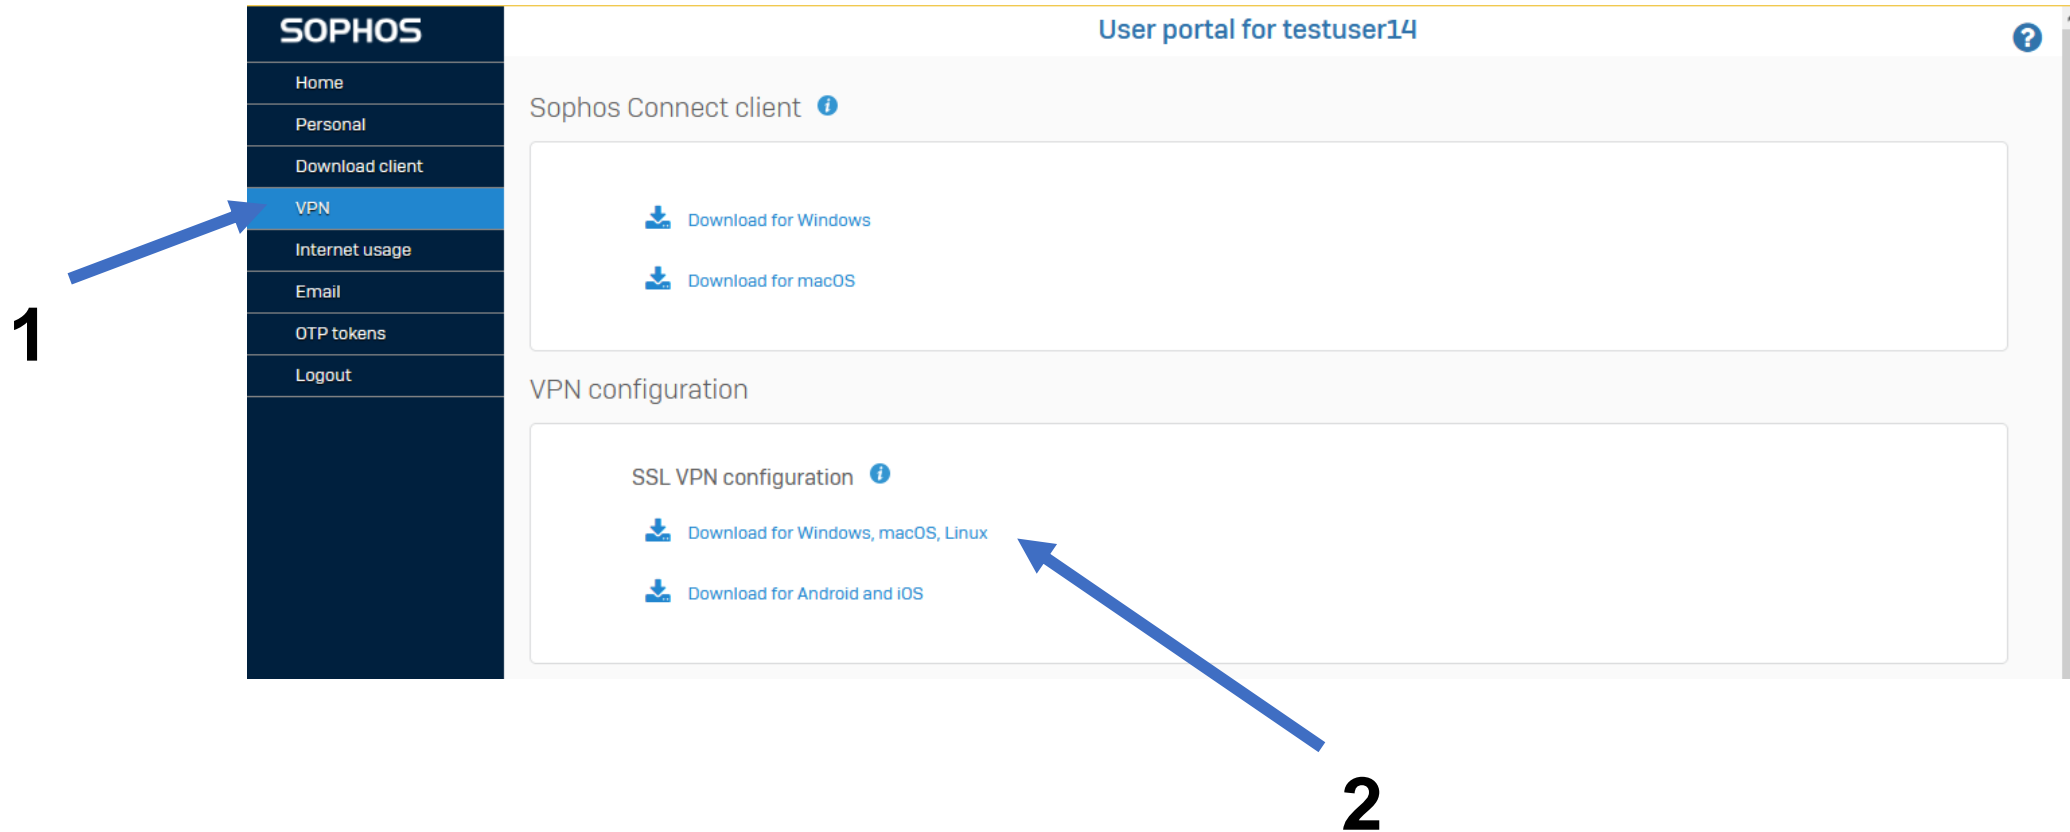 SOPHOS
User portal for testuser14
?
Home
Personal
Download client
VPN
Internet usage
Email
OTP tokens
Logout
Sophos Connect client i
Download for Windows
Download for macOS
VPN configuration
SSL VPN configuration i
Download for Windows, macOS, Linux
Download for Android and iOS
1
2